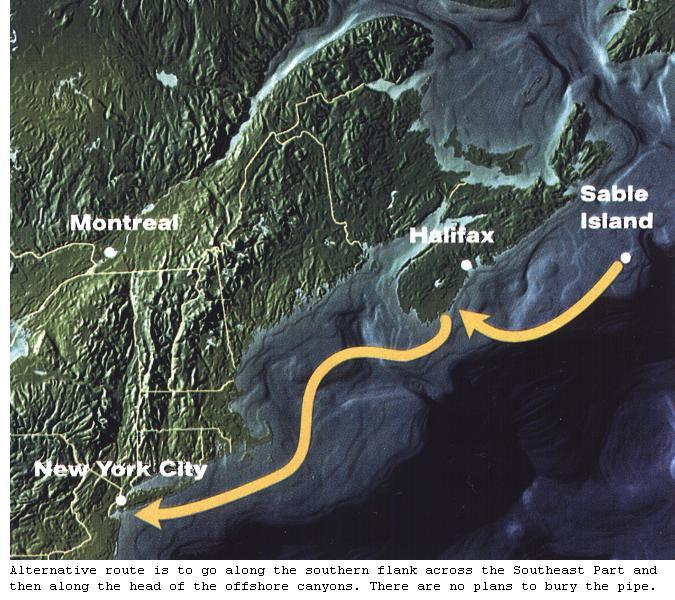 Sable
Island
Montreal
Halifax
New York City
Alternative route is to go along the southern flank across the Southeast Part and
then along the head of the offshore canyons. There are no plans to bury the pipe.